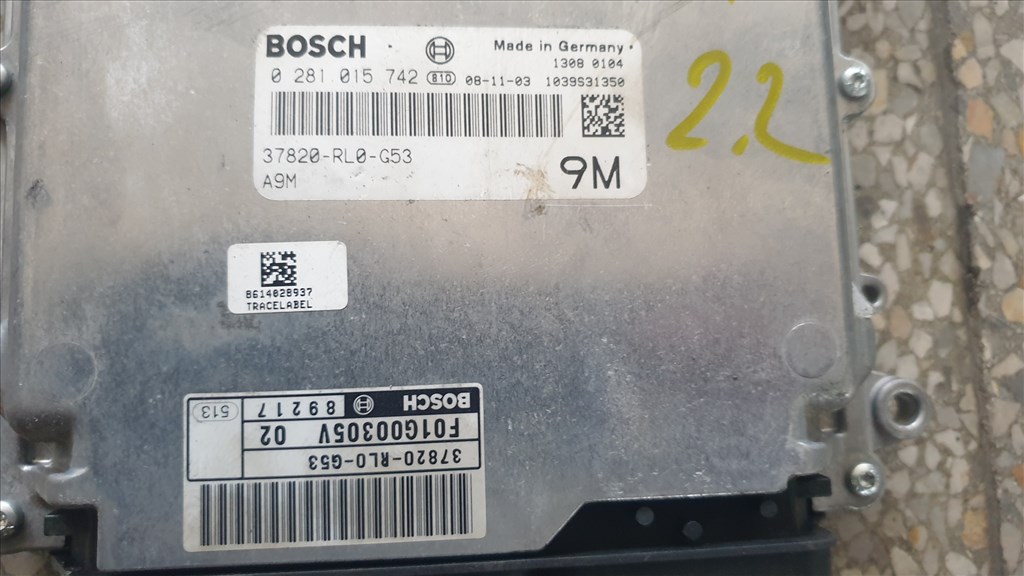 BOSCH Made in Germany
1308 0104
0 281 015 742 810 08-11-03 1039S31350
37820-RL0-G53
A9M 9M
2.2
B614028937
TRACELABEL
37820-RL0-G53
F01G00305V 02
BOSCH 89217 513